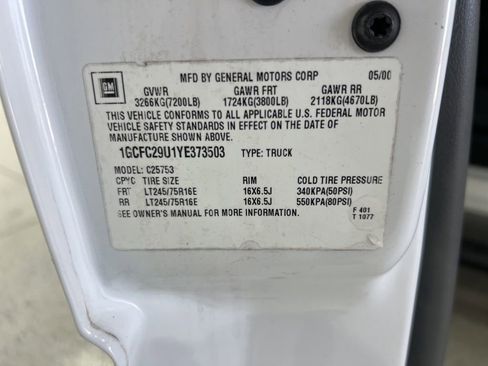 GM
MFD BY GENERAL MOTORS CORP 05/00
GVWR GAWR FRT GAWR RR
3266KG(7200LB) 1724KG(3800LB) 2118KG(4670LB)
THIS VEHICLE CONFORMS TO ALL APPLICABLE U.S. FEDERAL MOTOR
VEHICLE SAFETY STANDARDS IN EFFECT ON THE DATE OF
MANUFACTURE SHOWN ABOVE.
1GCFC29U1YE373503 TYPE: TRUCK
MODEL: C25753
TIRE SIZE RIM COLD TIRE PRESSURE
FRT LT245/75R16E 16X6.5J 340KPA(50PSI)
RR LT245/75R16E 16X6.5J 550KPA(80PSI)
SEE OWNER'S MANUAL FOR MORE INFORMATION.
F 401
T 1077